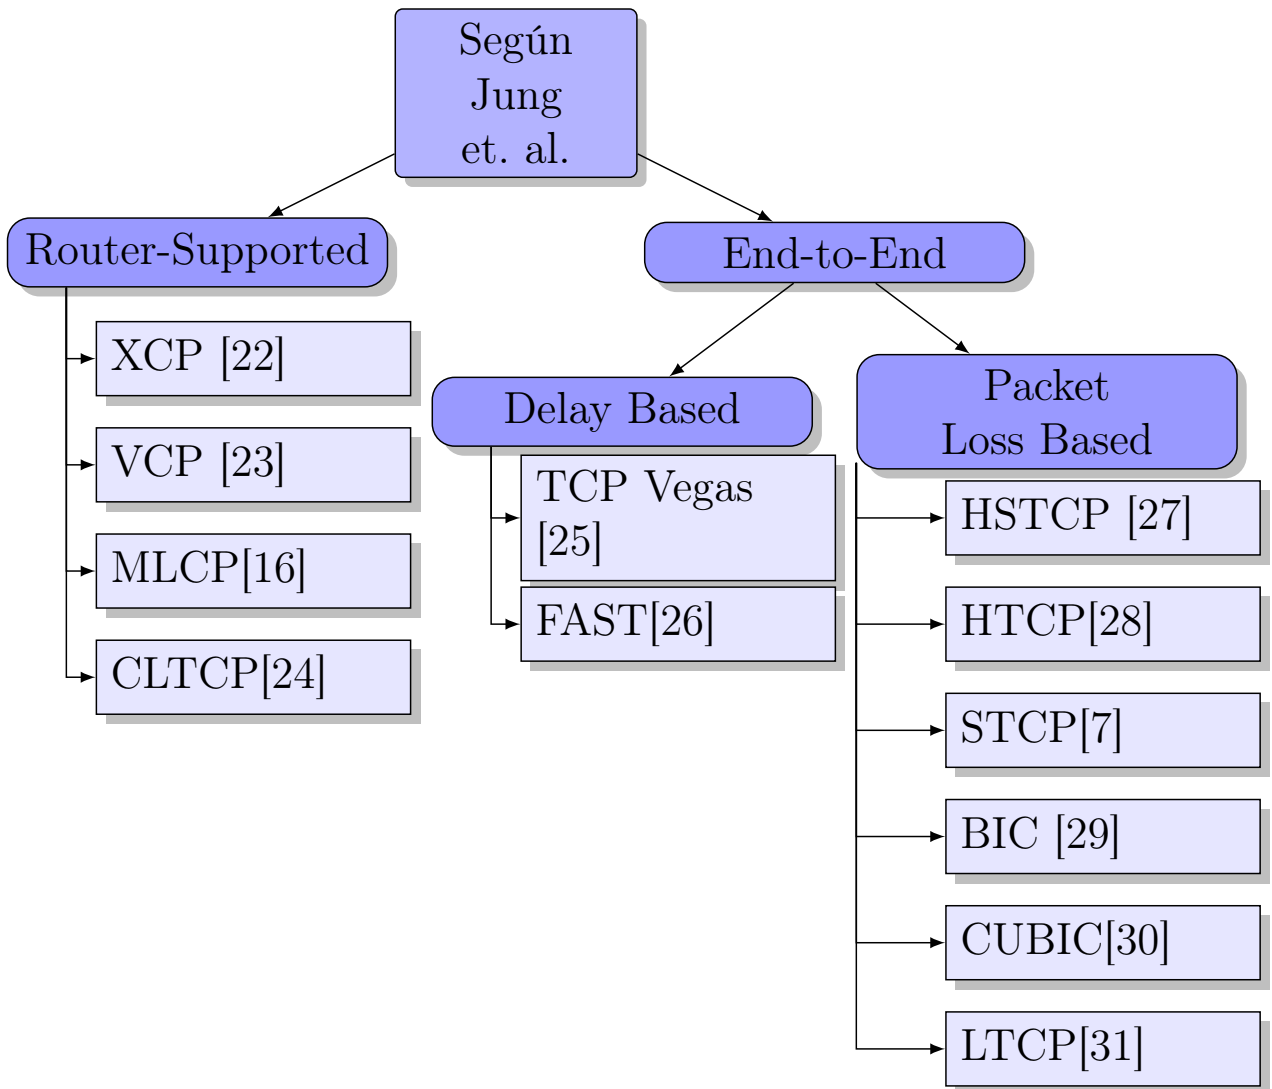 Según
Jung
et. al.
Router-Supported
XCP [22]
VCP [23]
MLCP[16]
CLTCP[24]
End-to-End
Delay Based
TCP Vegas
[25]
FAST[26]
Packet
Loss Based
HSTCP [27]
HTCP[28]
STCP[7]
BIC [29]
CUBIC[30]
LTCP[31]